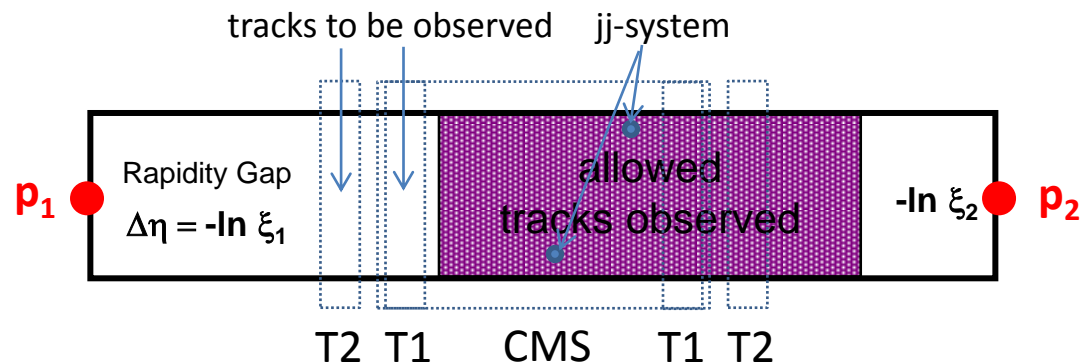 tracks to be observed
jj-system
p1
Rapidity Gap
Δη = -ln ξ1
allowed
tracks observed
-ln ξ2
p2
T2
T1
CMS
T1
T2